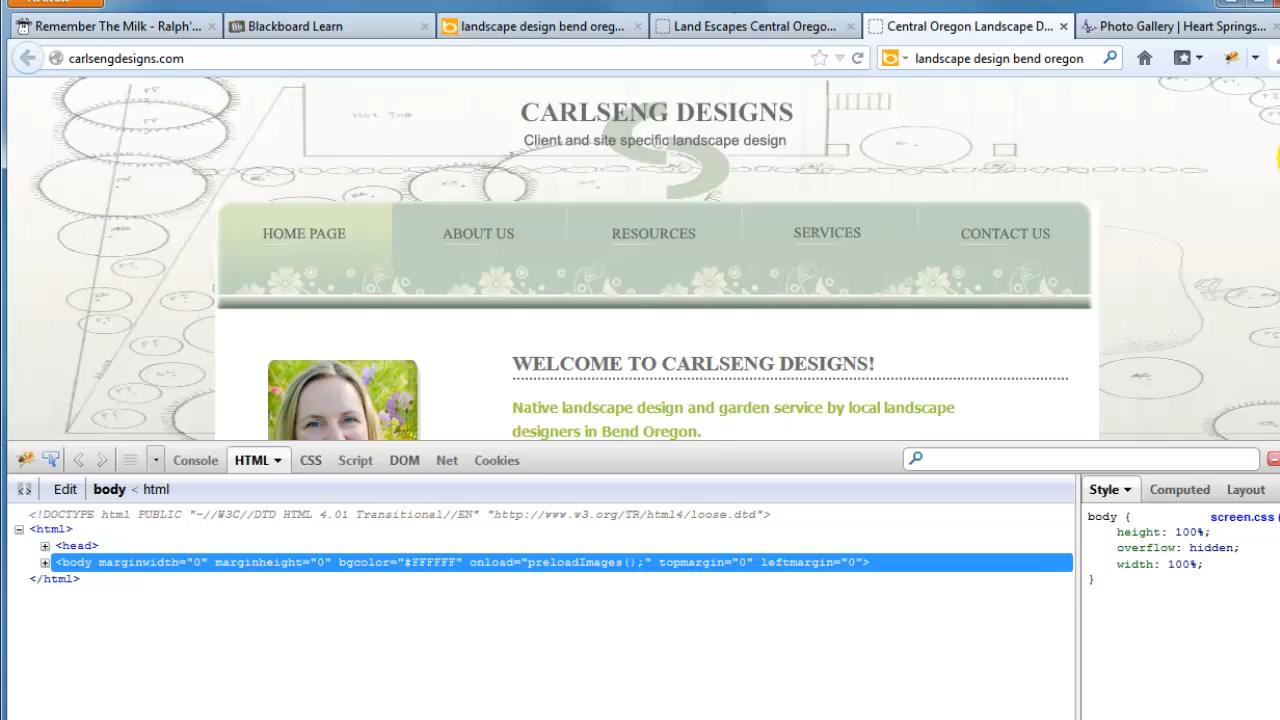 Remember The Milk - Ralph'... Blackboard Learn landscape design bend oreg... Land Escapes Central Orego... Central Oregon Landscape D... Photo Gallery | Heart Springs...
carlsengdesigns.com landscape design bend oregon
CARLSENG DESIGNS
Client and site specific landscape design
HOME PAGE ABOUT US RESOURCES SERVICES CONTACT US
WELCOME TO CARLSENG DESIGNS!
Native landscape design and garden service by local landscape
designers in Bend Oregon.
Console HTML CSS Script DOM Net Cookies
Edit body < html Style Computed Layout
<!DOCTYPE html PUBLIC "-//W3C//DTD HTML 4.01 Transitional//EN" "http://www.w3.org/TR/html4/loose.dtd">
<html>
<head>
<body marginwidth="0" marginheight="0" bgcolor="#FFFFFF" onload="preloadImages();" topmargin="0" leftmargin="0">
</html>
body { screen.css
height: 100%;
overflow: hidden;
width: 100%;
}